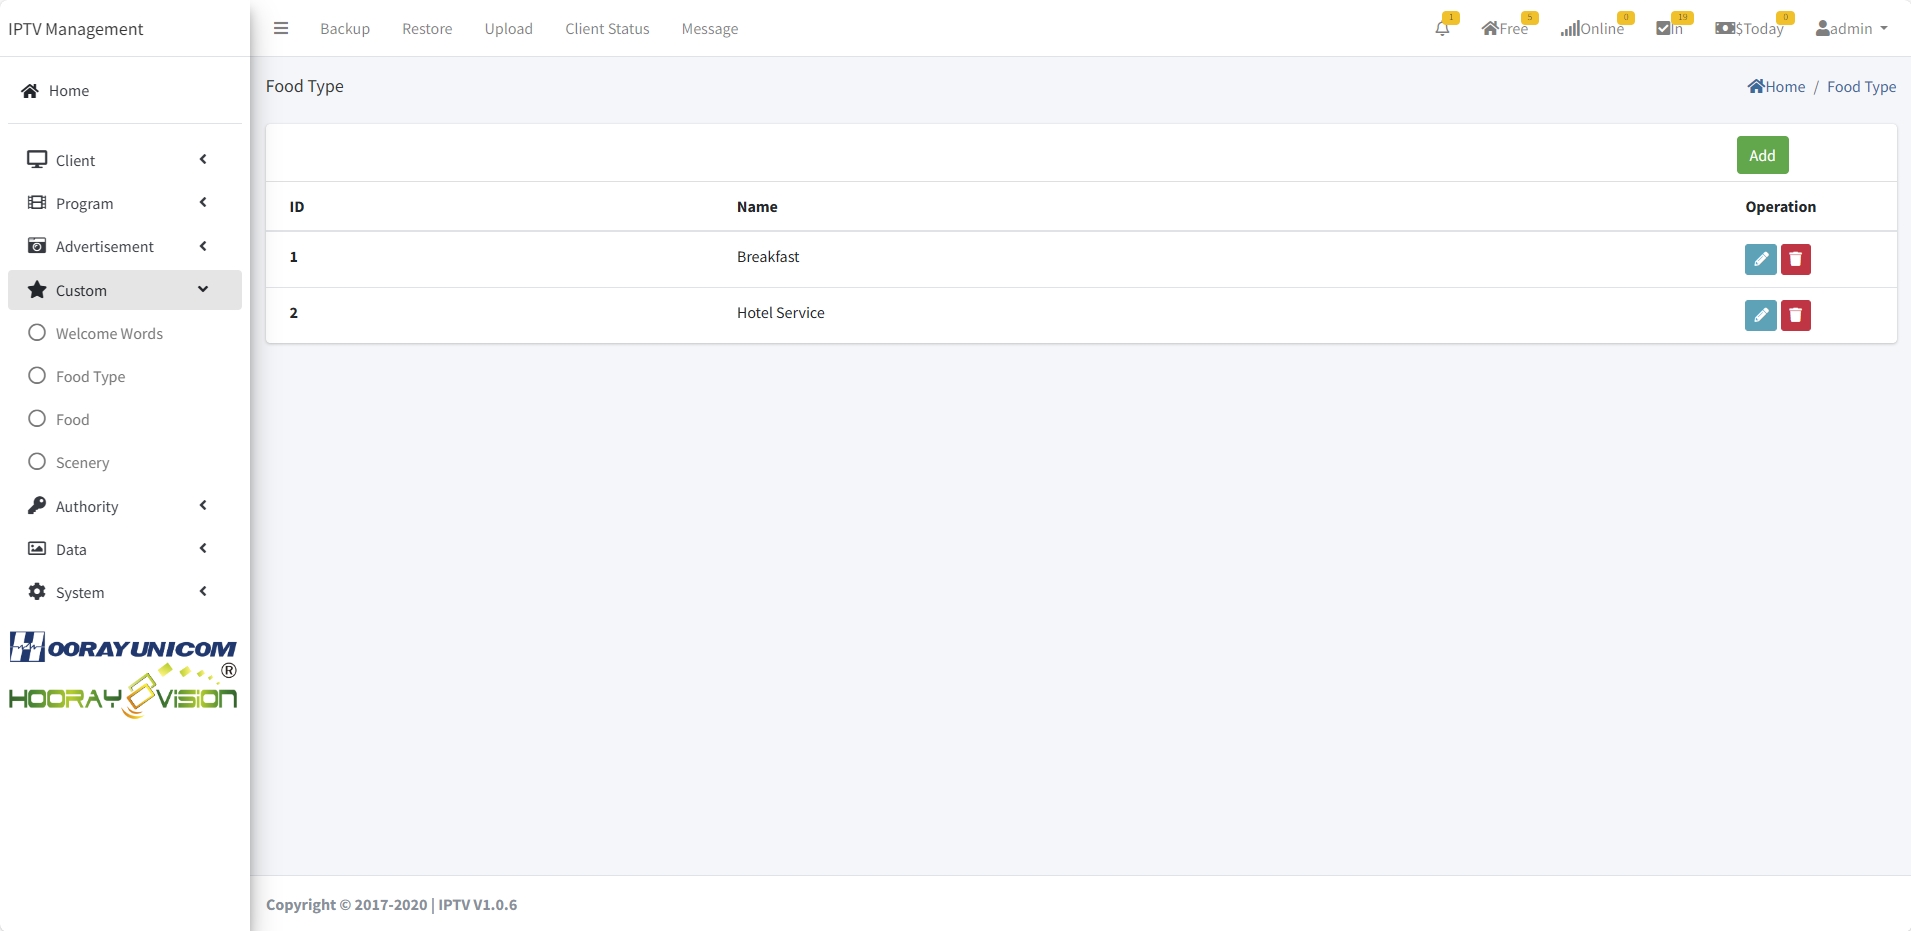 IPTV Management
Backup
Restore
Upload
Client Status
Message
1
Free 5
Online 0
In 19
$Today 0
admin
Home
Client
Program
Advertisement
Custom
Welcome Words
Food Type
Food
Scenery
Authority
Data
System
HOORAY UNICOM
HOORAY VISION ®
Food Type
Home / Food Type
Add
ID Name Operation
1 Breakfast
2 Hotel Service
Copyright © 2017-2020 | IPTV V1.0.6